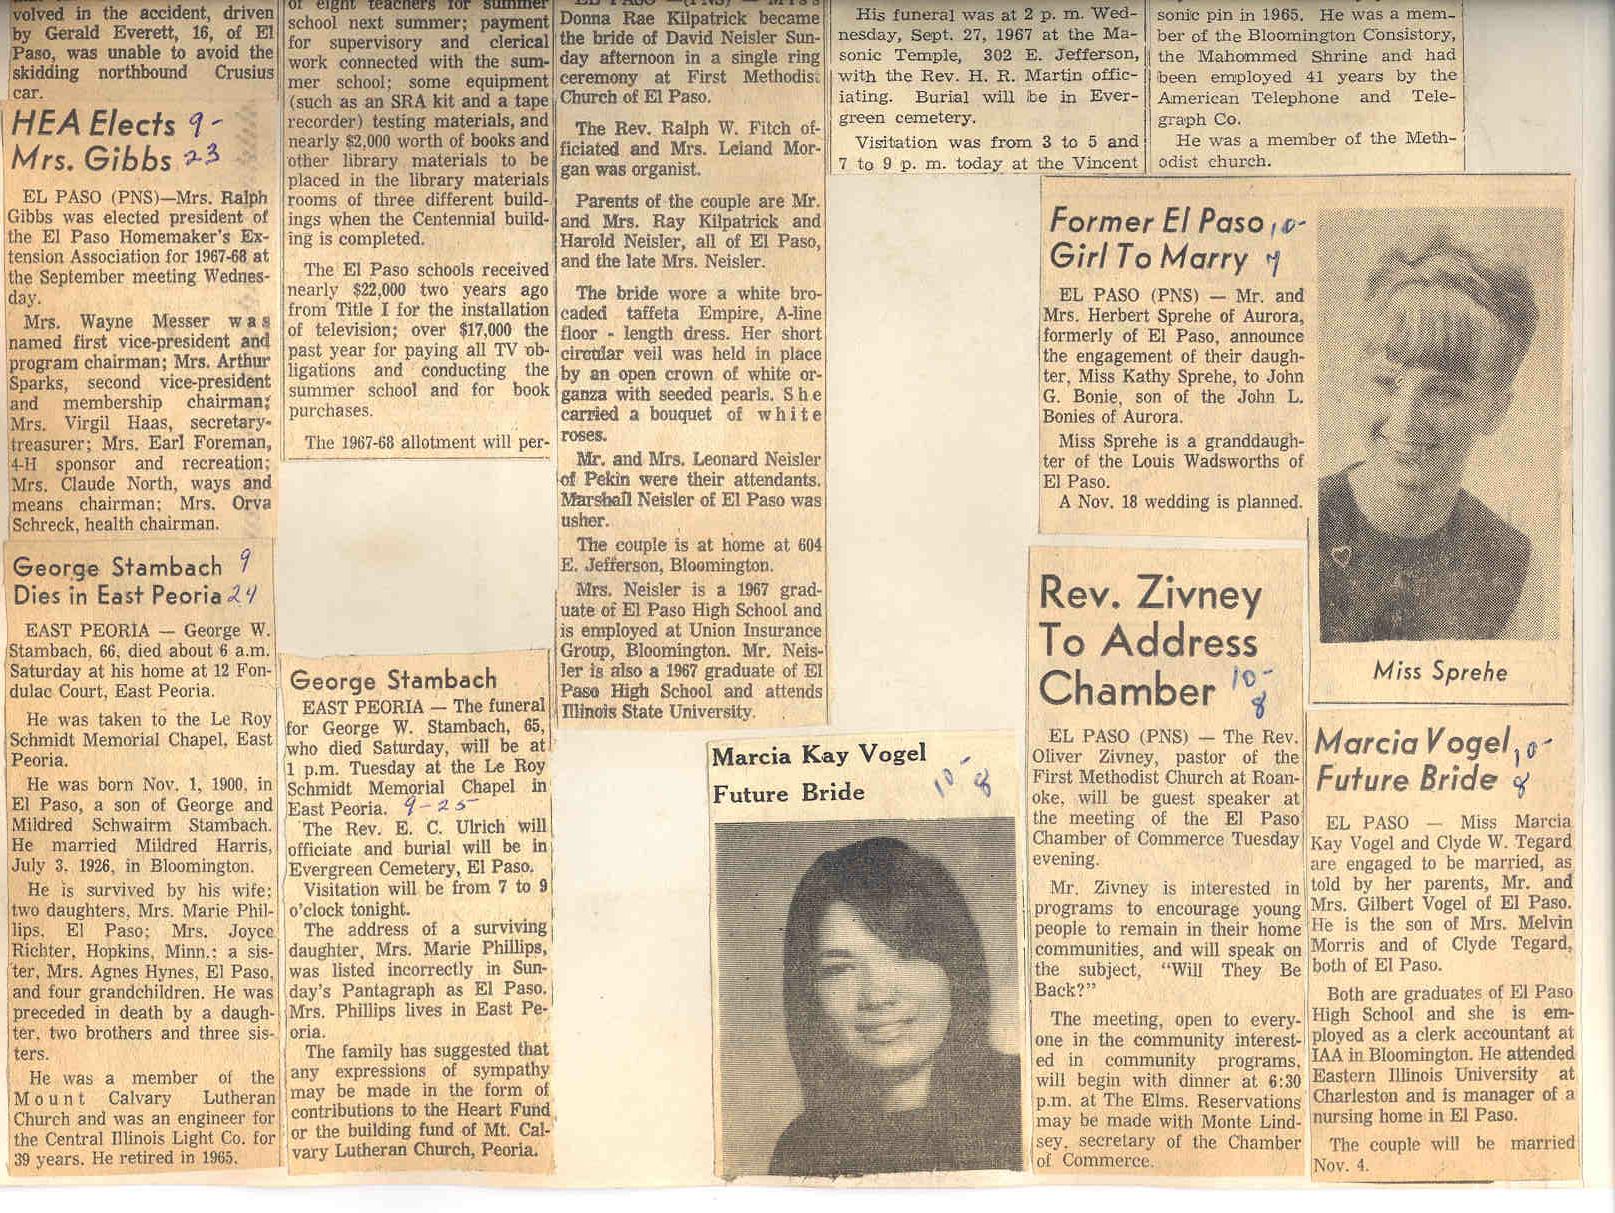 volved in the accident, driven
by Gerald Everett, 16, of El
Paso, was unable to avoid the
skidding northbound Crusius
car.
HEA Elects 9-
Mrs. Gibbs 23
EL PASO (PNS)—Mrs. Ralph
Gibbs was elected president of
the El Paso Homemaker's Ex-
tension Association for 1967-68 at
the September meeting Wednes-
day.
Mrs. Wayne Messer was
named first vice-president and
program chairman; Mrs. Arthur
Sparks, second vice-president
and membership chairman;
Mrs. Virgil Haas, secretary-
treasurer; Mrs. Earl Foreman,
4-H sponsor and recreation;
Mrs. Claude North, ways and
means chairman; Mrs. Orva
Schreck, health chairman.
George Stambach 9
Dies in East Peoria 24
EAST PEORIA — George W.
Stambach, 66, died about 6 a.m.
Saturday at his home at 12 Fon-
dulac Court, East Peoria.
He was taken to the Le Roy
Schmidt Memorial Chapel, East
Peoria.
He was born Nov. 1, 1900, in
El Paso, a son of George and
Mildred Schwairm Stambach.
He married Mildred Harris,
July 3, 1926, in Bloomington.
He is survived by his wife;
two daughters, Mrs. Marie Phil-
lips, El Paso; Mrs. Joyce
Richter, Hopkins, Minn.; a sis-
ter, Mrs. Agnes Hynes, El Paso,
and four grandchildren. He was
preceded in death by a daugh-
ter, two brothers and three sis-
ters.
He was a member of the
Mount Calvary Lutheran
Church and was an engineer for
the Central Illinois Light Co. for
39 years. He retired in 1965.
of eight teachers for summer
school next summer; payment
for supervisory and clerical
work connected with the sum-
mer school; some equipment
(such as an SRA kit and a tape
recorder) testing materials, and
nearly $2,000 worth of books and
other library materials to be
placed in the library materials
rooms of three different build-
ings when the Centennial build-
ing is completed.
The El Paso schools received
nearly $22,000 two years ago
from Title I for the installation
of television; over $17,000 the
past year for paying all TV ob-
ligations and conducting the
summer school and for book
purchases.
The 1967-68 allotment will per-
George Stambach
EAST PEORIA — The funeral
for George W. Stambach, 65,
who died Saturday, will be at
1 p.m. Tuesday at the Le Roy
Schmidt Memorial Chapel in
East Peoria. 9-25
The Rev. E. C. Ulrich will
officiate and burial will be in
Evergreen Cemetery, El Paso.
Visitation will be from 7 to 9
o'clock tonight.
The address of a surviving
daughter, Mrs. Marie Phillips,
was listed incorrectly in Sun-
day's Pantagraph as El Paso.
Mrs. Phillips lives in East Pe-
oria.
The family has suggested that
any expressions of sympathy
may be made in the form of
contributions to the Heart Fund
or the building fund of Mt. Cal-
vary Lutheran Church, Peoria.
EL PASO —(PNS) — Miss
Donna Rae Kilpatrick became
the bride of David Neisler Sun-
day afternoon in a single ring
ceremony at First Methodist
Church of El Paso.
The Rev. Ralph W. Fitch of-
ficiated and Mrs. Leland Mor-
gan was organist.
Parents of the couple are Mr.
and Mrs. Ray Kilpatrick and
Harold Neisler, all of El Paso,
and the late Mrs. Neisler.
The bride wore a white bro-
caded taffeta Empire, A-line
floor - length dress. Her short
circular veil was held in place
by an open crown of white or-
ganza with seeded pearls. She
carried a bouquet of white
roses.
Mr. and Mrs. Leonard Neisler
of Pekin were their attendants.
Marshall Neisler of El Paso was
usher.
The couple is at home at 604
E. Jefferson, Bloomington.
Mrs. Neisler is a 1967 grad-
uate of El Paso High School and
is employed at Union Insurance
Group, Bloomington. Mr. Neis-
ler is also a 1967 graduate of El
Paso High School and attends
Illinois State University.
Marcia Kay Vogel
Future Bride 10-8
His funeral was at 2 p. m. Wed-
nesday, Sept. 27, 1967 at the Ma-
sonic Temple, 302 E. Jefferson,
with the Rev. H. R. Martin offic-
iating. Burial will be in Ever-
green cemetery.
Visitation was from 3 to 5 and
7 to 9 p. m. today at the Vincent
sonic pin in 1965. He was a mem-
ber of the Bloomington Consistory,
the Mahommed Shrine and had
been employed 41 years by the
American Telephone and Tele-
graph Co.
He was a member of the Meth-
odist church.
Former El Paso 10-
Girl To Marry 7
EL PASO (PNS) — Mr. and
Mrs. Herbert Sprehe of Aurora,
formerly of El Paso, announce
the engagement of their daugh-
ter, Miss Kathy Sprehe, to John
G. Bonie, son of the John L.
Bonies of Aurora.
Miss Sprehe is a granddaugh-
ter of the Louis Wadsworths of
El Paso.
A Nov. 18 wedding is planned.
Miss Sprehe
Rev. Zivney
To Address
Chamber 10-8
EL PASO (PNS) — The Rev.
Oliver Zivney, pastor of the
First Methodist Church at Roan-
oke, will be guest speaker at
the meeting of the El Paso
Chamber of Commerce Tuesday
evening.
Mr. Zivney is interested in
programs to encourage young
people to remain in their home
communities, and will speak on
the subject, "Will They Be
Back?"
The meeting, open to every-
one in the community interest-
ed in community programs,
will begin with dinner at 6:30
p.m. at The Elms. Reservations
may be made with Monte Lind-
sey, secretary of the Chamber
of Commerce.
Marcia Vogel 10-
Future Bride 8
EL PASO — Miss Marcia
Kay Vogel and Clyde W. Tegard
are engaged to be married, as
told by her parents, Mr. and
Mrs. Gilbert Vogel of El Paso.
He is the son of Mrs. Melvin
Morris and of Clyde Tegard,
both of El Paso.
Both are graduates of El Paso
High School and she is em-
ployed as a clerk accountant at
IAA in Bloomington. He attended
Eastern Illinois University at
Charleston and is manager of a
nursing home in El Paso.
The couple will be married
Nov. 4.